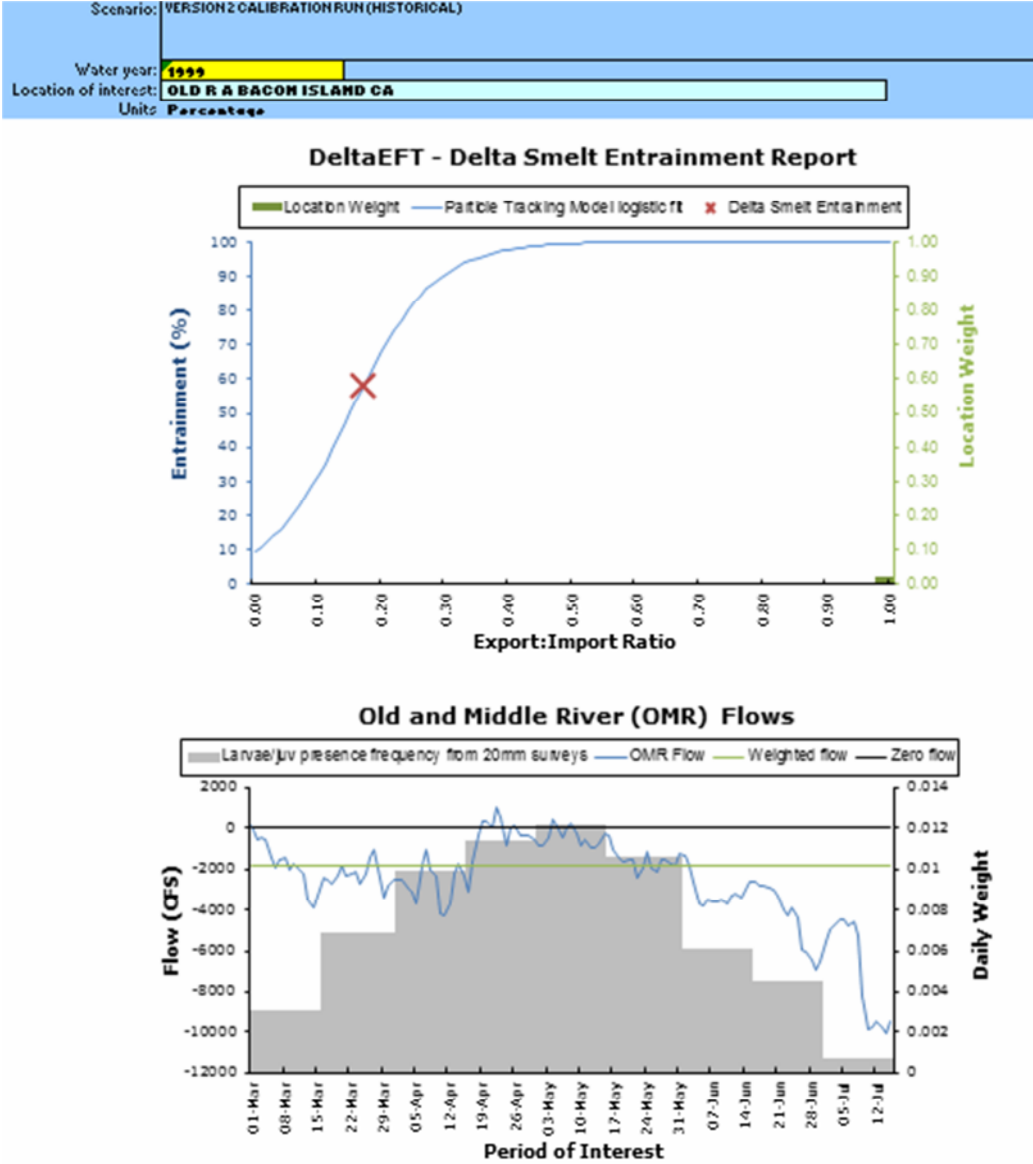 Scenario: VERSION 2 CALIBRATION RUN (HISTORICAL)
Water year: 1999
Location of interest: OLD R A BACON ISLAND CA
Units Percentage
DeltaEFT - Delta Smelt Entrainment Report
Location Weight Particle Tracking Model logistic fit Delta Smelt Entrainment
Entrainment (%)
100
90
80
70
60
50
40
30
20
10
0
1.00
0.90
0.80
0.70
0.60
0.50
0.40
0.30
0.20
0.10
0.00
Location Weight
0.00 0.10 0.20 0.30 0.40 0.50 0.60 0.70 0.80 0.90 1.00
Export:Import Ratio
Old and Middle River (OMR) Flows
Larvae/juv presence frequency from 20mm surveys OMR Flow Weighted flow Zero flow
Flow (CFS)
2000
0
-2000
-4000
-6000
-8000
-10000
-12000
0.014
0.012
0.010
0.008
0.006
0.004
0.002
0
Daily Weight
01-Mar 08-Mar 15-Mar 22-Mar 29-Mar 05-Apr 12-Apr 19-Apr 26-Apr 03-May 10-May 17-May 24-May 31-May 07-Jun 14-Jun 21-Jun 28-Jun 05-Jul 12-Jul
Period of Interest